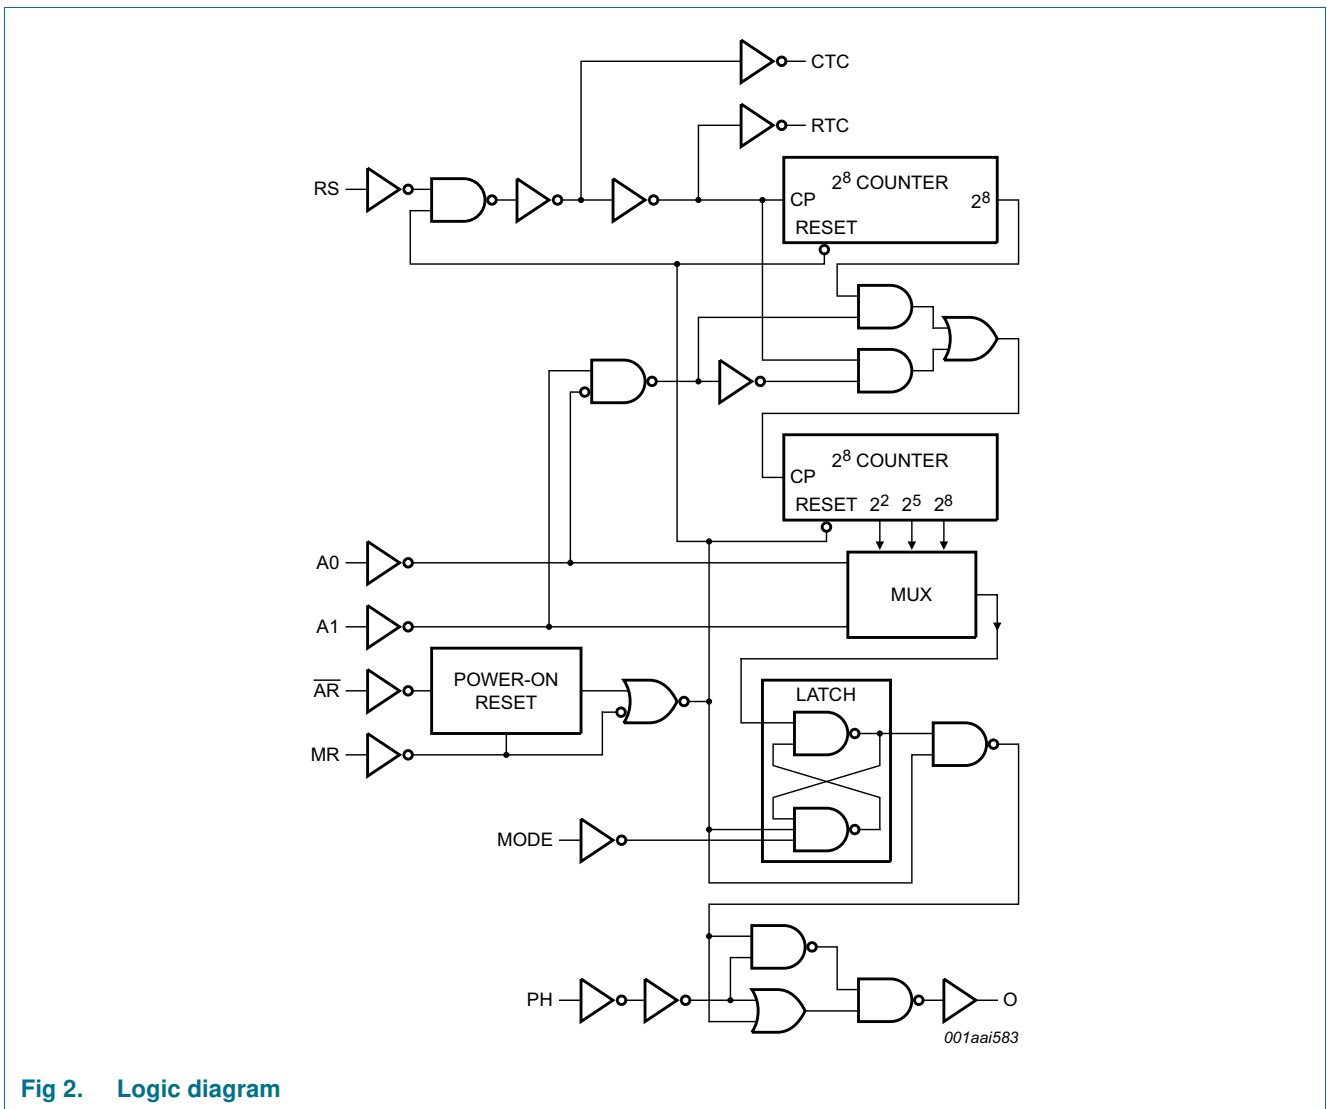 CTC
RTC
RS
2⁸ COUNTER
CP
2⁸
RESET
2⁸ COUNTER
CP
RESET 2² 2⁵ 2⁸
A0
MUX
A1
A̅R̅
POWER-ON
RESET
LATCH
MR
MODE
PH
O
001aai583
Fig 2. Logic diagram